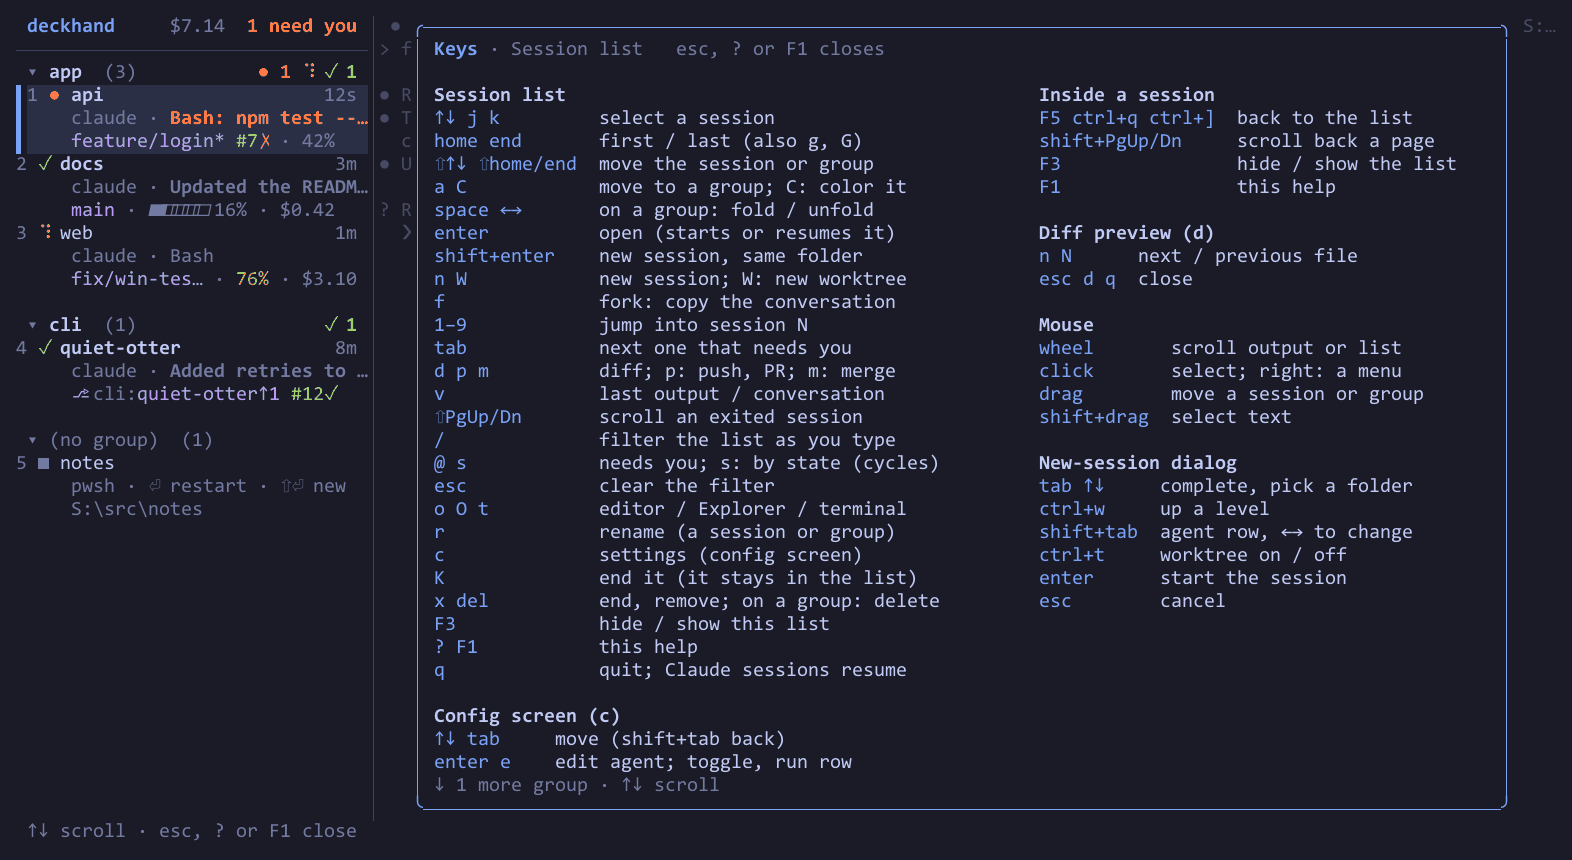 deckhand $7.14 1 need you
▾ app (3) ● 1 ⠹ ✓ 1
1 ● api 12s
claude · Bash: npm test --…
feature/login* #7✗ · 42%
2 ✓ docs 3m
claude · Updated the READM…
main · 16% · $0.42
3 web 1m
claude · Bash
fix/win-tes… · 76% · $3.10
▾ cli (1) ✓ 1
4 ✓ quiet-otter 8m
claude · Added retries to …
⎇ cli:quiet-otter↑1 #12✓
▾ (no group) (1)
5 ■ notes
pwsh · ⏎ restart · ⇧⏎ new
S:\src\notes
↑↓ scroll · esc, ? or F1 close
●
> f
● R
● T
c
● U
? R
❯
S:…
Keys · Session list esc, ? or F1 closes
Session list
↑↓ j k select a session
home end first / last (also g, G)
⇧↑↓ ⇧home/end move the session or group
a C move to a group; C: color it
space ↔ on a group: fold / unfold
enter open (starts or resumes it)
shift+enter new session, same folder
n W new session; W: new worktree
f fork: copy the conversation
1–9 jump into session N
tab next one that needs you
d p m diff; p: push, PR; m: merge
v last output / conversation
⇧PgUp/Dn scroll an exited session
/ filter the list as you type
@ s needs you; s: by state (cycles)
esc clear the filter
o O t editor / Explorer / terminal
r rename (a session or group)
c settings (config screen)
K end it (it stays in the list)
x del end, remove; on a group: delete
F3 hide / show this list
? F1 this help
q quit; Claude sessions resume
Config screen (c)
↑↓ tab move (shift+tab back)
enter e edit agent; toggle, run row
↓ 1 more group · ↑↓ scroll
Inside a session
F5 ctrl+q ctrl+] back to the list
shift+PgUp/Dn scroll back a page
F3 hide / show the list
F1 this help
Diff preview (d)
n N next / previous file
esc d q close
Mouse
wheel scroll output or list
click select; right: a menu
drag move a session or group
shift+drag select text
New-session dialog
tab ↑↓ complete, pick a folder
ctrl+w up a level
shift+tab agent row, ↔ to change
ctrl+t worktree on / off
enter start the session
esc cancel